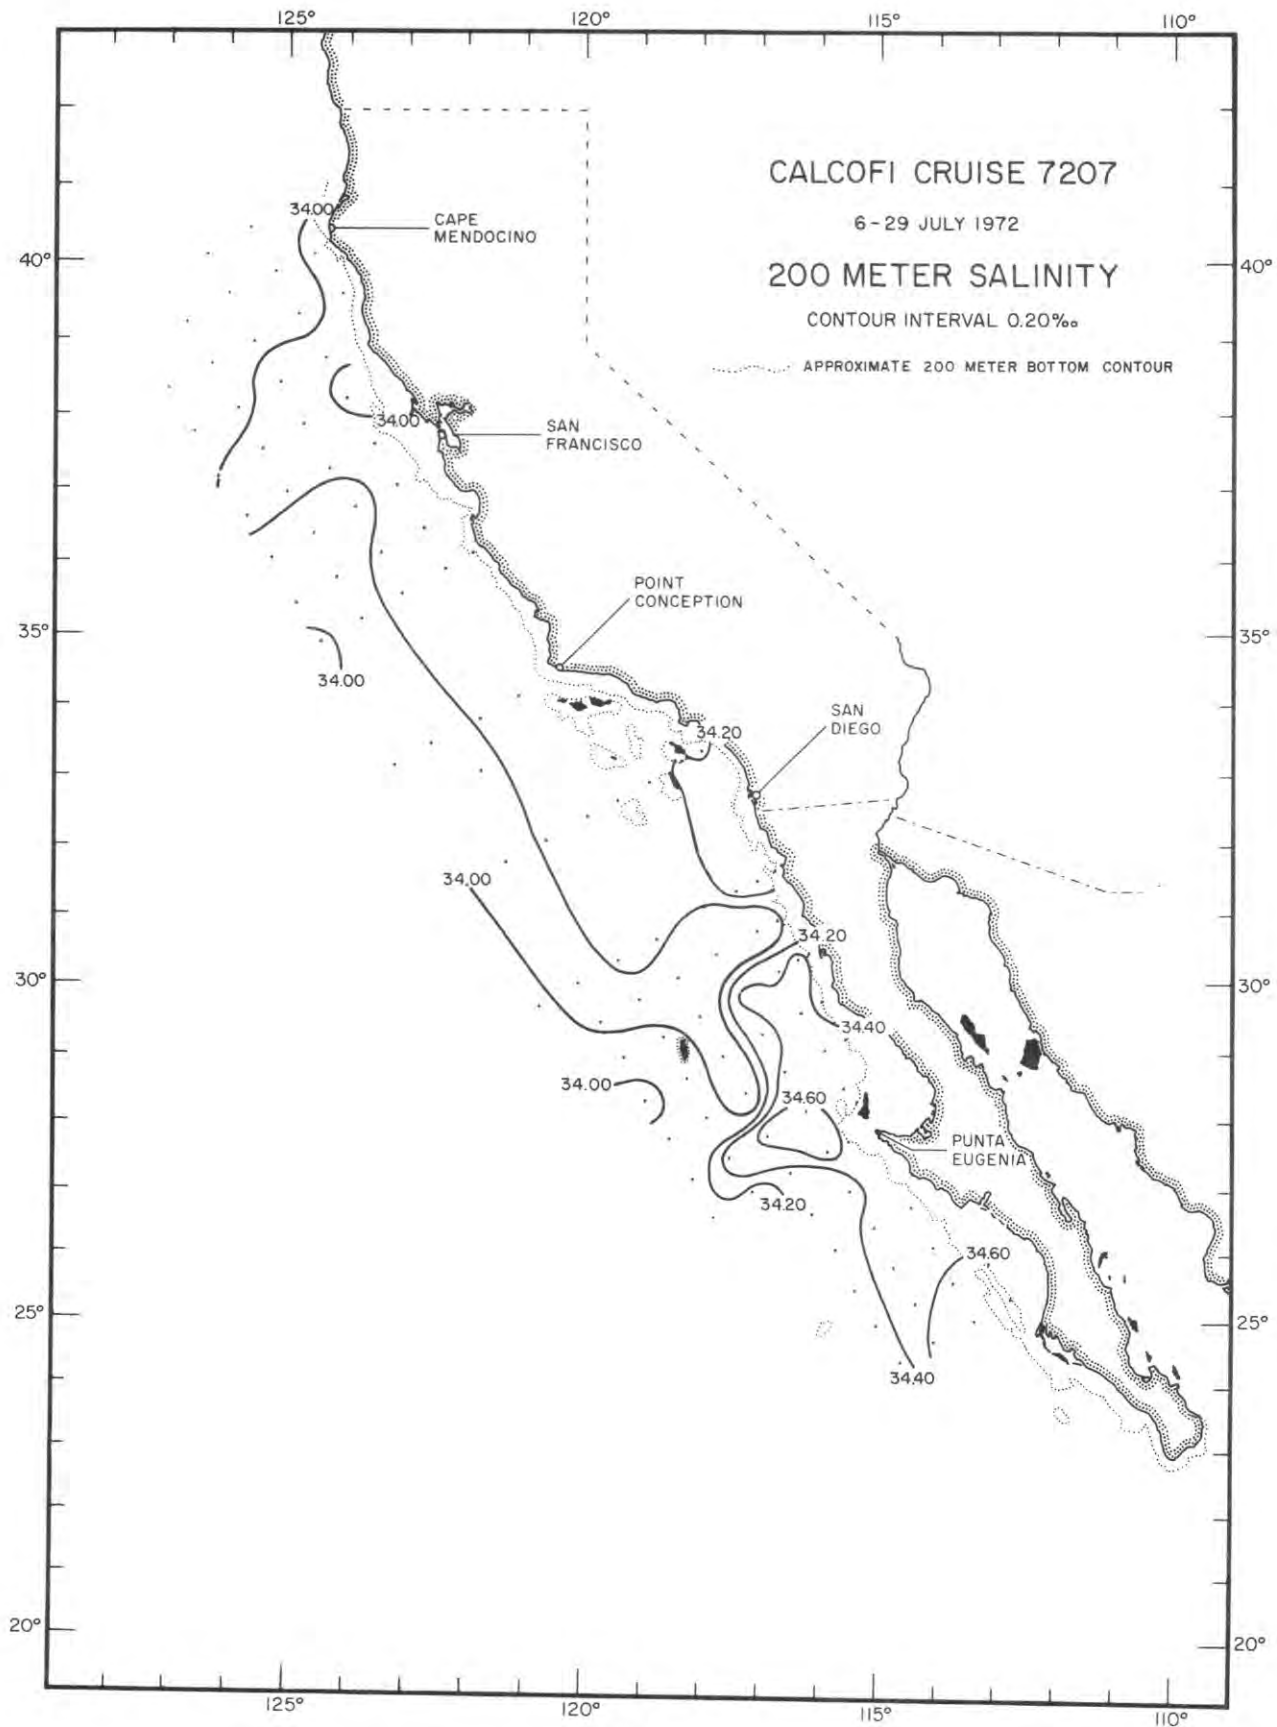 125°
120°
115°
110°
CALCOFI CRUISE 7207
6-29 JULY 1972
34.00
CAPE
MENDOCINO
40°
200 METER SALINITY
40°
CONTOUR INTERVAL 0.20‰
APPROXIMATE 200 METER BOTTOM CONTOUR
34.00
SAN
FRANCISCO
POINT
CONCEPTION
35°
35°
34.00
SAN
DIEGO
34.20
34.00
34.20
30°
30°
34.40
34.00
34.60
PUNTA
EUGENIA
34.20
34.60
25°
25°
34.40
20°
20°
125°
120°
115°
110°